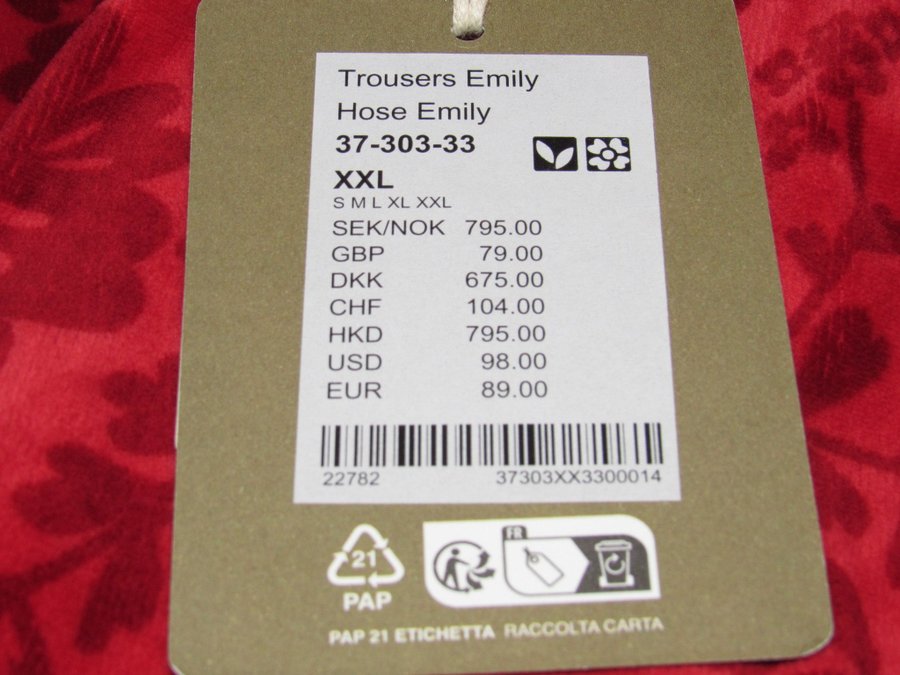 Trousers Emily
Hose Emily
37-303-33
XXL
S M L XL XXL
SEK/NOK 795.00
GBP 79.00
DKK 675.00
CHF 104.00
HKD 795.00
USD 98.00
EUR 89.00
22782 37303XX3300014
FR
21
PAP
PAP 21 ETICHETTA RACCOLTA CARTA